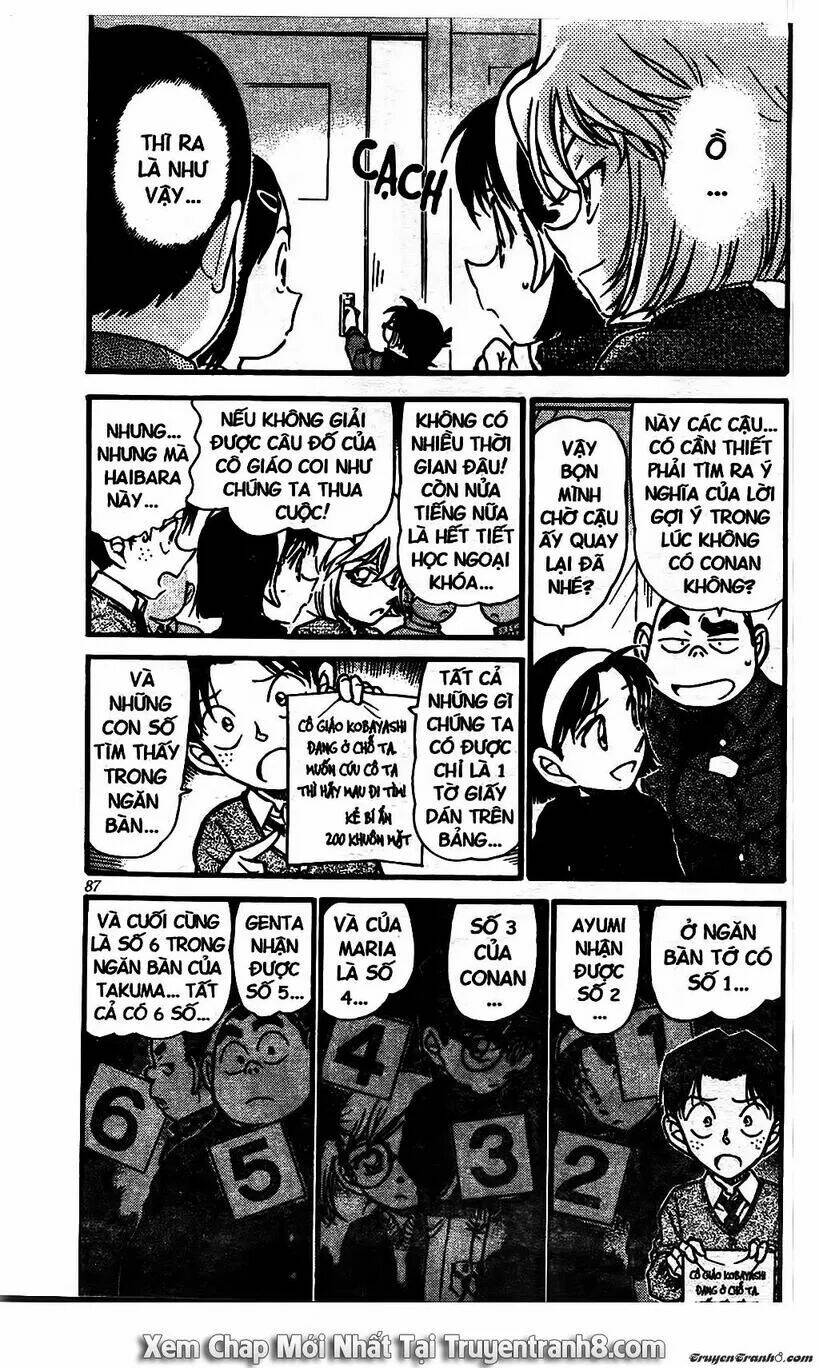 Ồ
...
CẠCH
THÌ RA
LÀ NHƯ
VẬY...
NÀY CÁC CẬU...
CÓ CẦN THIẾT
PHẢI TÌM RA Ý
NGHĨA CỦA LỜI
GỢI Ý TRONG
LÚC KHÔNG
CÓ CONAN
KHÔNG?
VẬY
BỌN
MÌNH
CHỜ CẬU
ẤY QUAY
LẠI ĐÃ
NHÉ?
KHÔNG CÓ
NHIỀU THỜI
GIAN ĐÂU!
CÒN NỬA
TIẾNG NỮA
LÀ HẾT TIẾT
HỌC NGOẠI
KHÓA...
NẾU KHÔNG GIẢI
ĐƯỢC CÂU ĐỐ CỦA
CÔ GIÁO COI NHƯ
CHÚNG TA THUA
CUỘC!
NHƯNG...
NHƯNG MÀ
HAIBARA
NÀY...
TẤT CẢ
NHỮNG GÌ
CHÚNG TA
CÓ ĐƯỢC
CHỈ LÀ 1
TỜ GIẤY
DÁN TRÊN
BẢNG...
CÔ GIÁO KOBAYASHI
ĐANG Ở CHỖ TA
MUỐN CỨU CÔ TA
THÌ HÃY MAU ĐI TÌM
KẺ BÍ ẨN
200 KHUÔN MẶT
VÀ
NHỮNG
CON SỐ
TÌM THẤY
TRONG
NGĂN
BÀN...
87
Ở NGĂN
BÀN TỚ CÓ
SỐ 1...
AYUMI
NHẬN
ĐƯỢC
SỐ 2
...
1
2
CÔ GIÁO KOBAYASHI
ĐANG Ở CHỖ TA
SỐ 3
CỦA
CONAN
...
VÀ CỦA
MARIA
LÀ SỐ
4...
4
3
GENTA
NHẬN
ĐƯỢC
SỐ 5...
VÀ CUỐI CÙNG
LÀ SỐ 6 TRONG
NGĂN BÀN CỦA
TAKUMA... TẤT
CẢ CÓ 6 SỐ...
6
5
Xem Chap Mới Nhất Tại Truyentranh8.com
TruyenTranh8.com